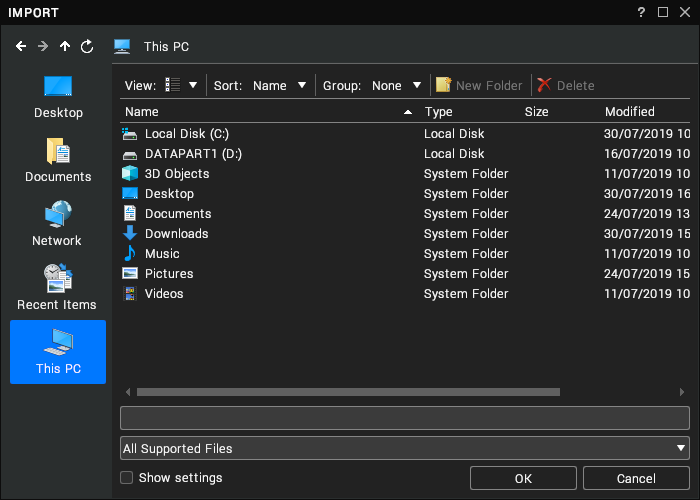 IMPORT ?
This PC
View: Sort: Name Group: None New Folder Delete
Name Type Size Modified
Local Disk (C:) Local Disk 30/07/2019 10
DATAPART1 (D:) Local Disk 16/07/2019 10
3D Objects System Folder 11/07/2019 10
Desktop System Folder 30/07/2019 16
Documents System Folder 24/07/2019 13
Downloads System Folder 30/07/2019 15
Music System Folder 11/07/2019 10
Pictures System Folder 24/07/2019 15
Videos System Folder 11/07/2019 10
Desktop
Documents
Network
Recent Items
This PC
All Supported Files
Show settings
OK Cancel